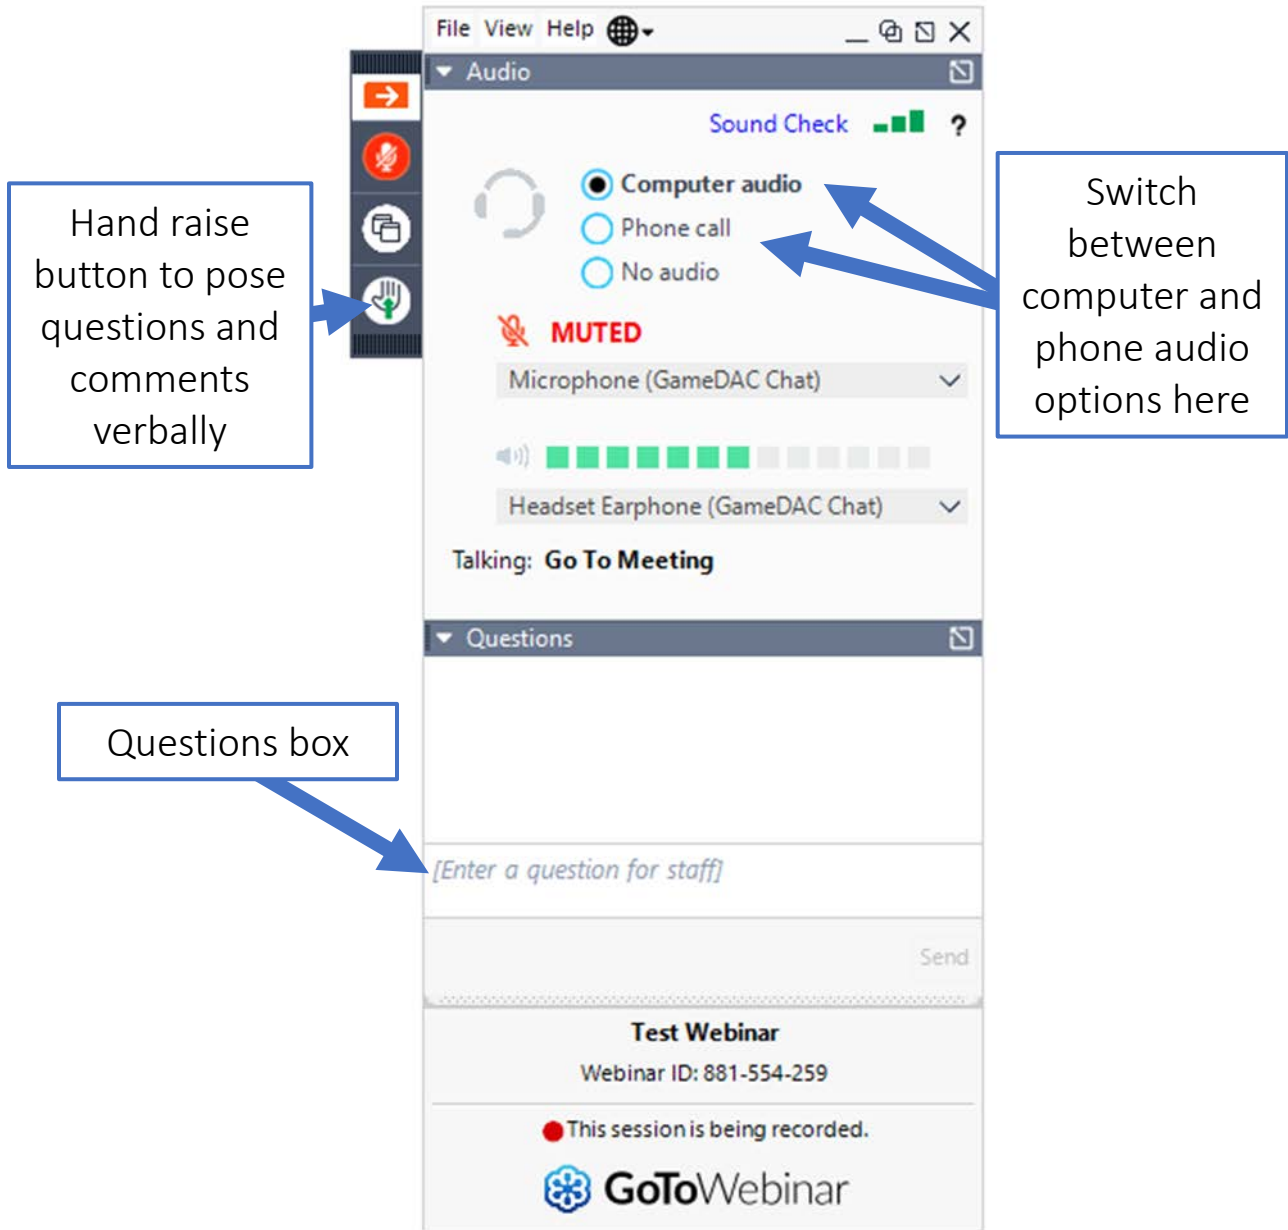 File View Help
Audio
Sound Check ?
Computer audio
Phone call
No audio
MUTED
Microphone (GameDAC Chat)
Headset Earphone (GameDAC Chat)
Talking: Go To Meeting
Hand raise
button to pose
questions and
comments
verbally
Switch
between
computer and
phone audio
options here
Questions
Questions box
[Enter a question for staff]
Send
Test Webinar
Webinar ID: 881-554-259
This session is being recorded.
GoToWebinar